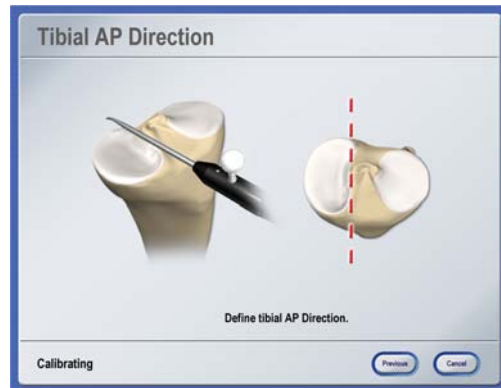 Tibial AP Direction
Define tibial AP Direction.
Calibrating
Previous
Cancel